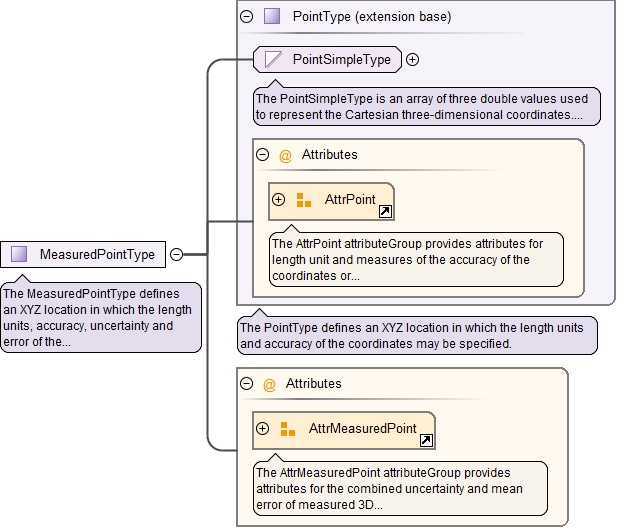 PointType (extension base)
PointSimpleType
The PointSimpleType is an array of three double values used
to represent the Cartesian three-dimensional coordinates....
@ Attributes
AttrPoint
The AttrPoint attributeGroup provides attributes for
length unit and measures of the accuracy of the
coordinates or...
MeasuredPointType
The MeasuredPointType defines
an XYZ location in which the length
units, accuracy, uncertainty and
error of the...
The PointType defines an XYZ location in which the length units
and accuracy of the coordinates may be specified.
@ Attributes
AttrMeasuredPoint
The AttrMeasuredPoint attributeGroup provides
attributes for the combined uncertainty and mean
error of measured 3D...